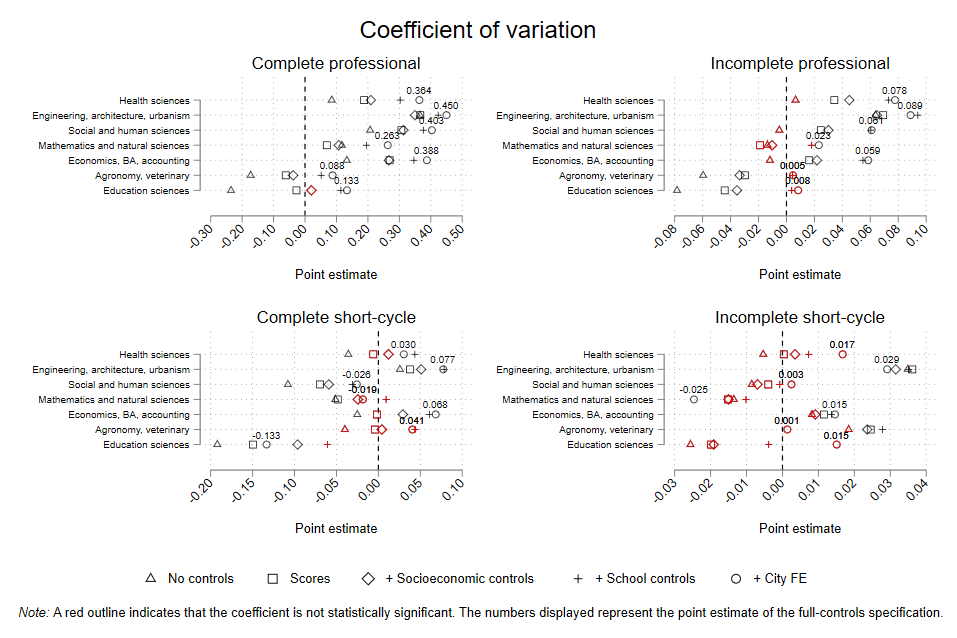 Coefficient of variation
Complete professional
Health sciences
Engineering, architecture, urbanism
Social and human sciences
Mathematics and natural sciences
Economics, BA, accounting
Agronomy, veterinary
Education sciences
0.364
0.450
0.403
0.263
0.388
0.088
0.133
-0.30 -0.20 -0.10 0.00 0.10 0.20 0.30 0.40 0.50
Point estimate
Incomplete professional
Health sciences
Engineering, architecture, urbanism
Social and human sciences
Mathematics and natural sciences
Economics, BA, accounting
Agronomy, veterinary
Education sciences
0.078
0.089
0.061
0.023
0.059
0.005
0.008
-0.08 -0.06 -0.04 -0.02 0.00 0.02 0.04 0.06 0.08 0.10
Point estimate
Complete short-cycle
Health sciences
Engineering, architecture, urbanism
Social and human sciences
Mathematics and natural sciences
Economics, BA, accounting
Agronomy, veterinary
Education sciences
0.030
0.077
-0.026
-0.019
0.068
0.041
-0.133
-0.20 -0.15 -0.10 -0.05 0.00 0.05 0.10
Point estimate
Incomplete short-cycle
Health sciences
Engineering, architecture, urbanism
Social and human sciences
Mathematics and natural sciences
Economics, BA, accounting
Agronomy, veterinary
Education sciences
0.017
0.029
0.003
-0.025
0.015
0.001
0.015
-0.03 -0.02 -0.01 0.00 0.01 0.02 0.03 0.04
Point estimate
No controls Scores + Socioeconomic controls + School controls + City FE
Note: A red outline indicates that the coefficient is not statistically significant. The numbers displayed represent the point estimate of the full-controls specification.